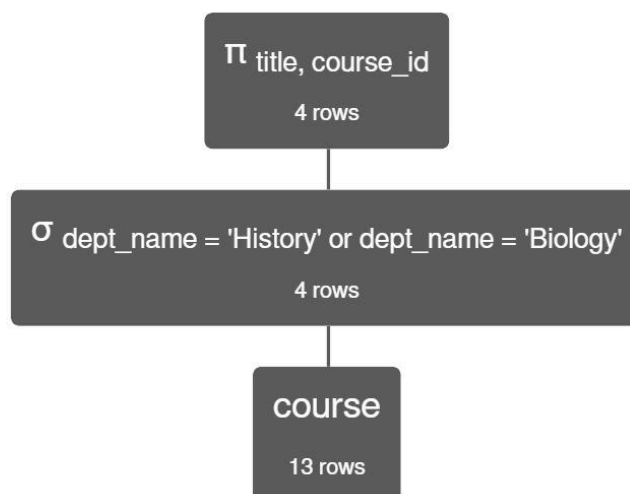 π title, course_id
4 rows
σ dept_name = 'History' or dept_name = 'Biology'
4 rows
course
13 rows